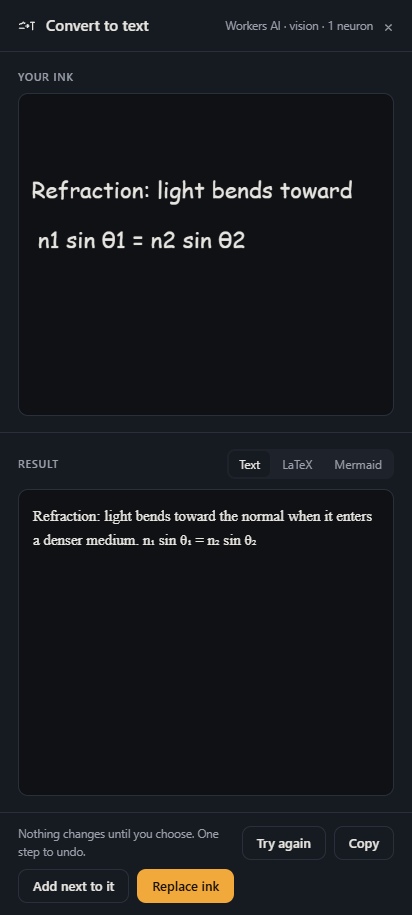 Convert to text
Workers AI · vision · 1 neuron ×
YOUR INK
Refraction: light bends toward
n1 sin θ1 = n2 sin θ2
RESULT
Text LaTeX Mermaid
Refraction: light bends toward the normal when it enters
a denser medium. n₁ sin θ₁ = n₂ sin θ₂
Nothing changes until you choose. One
step to undo.
Try again Copy
Add next to it Replace ink